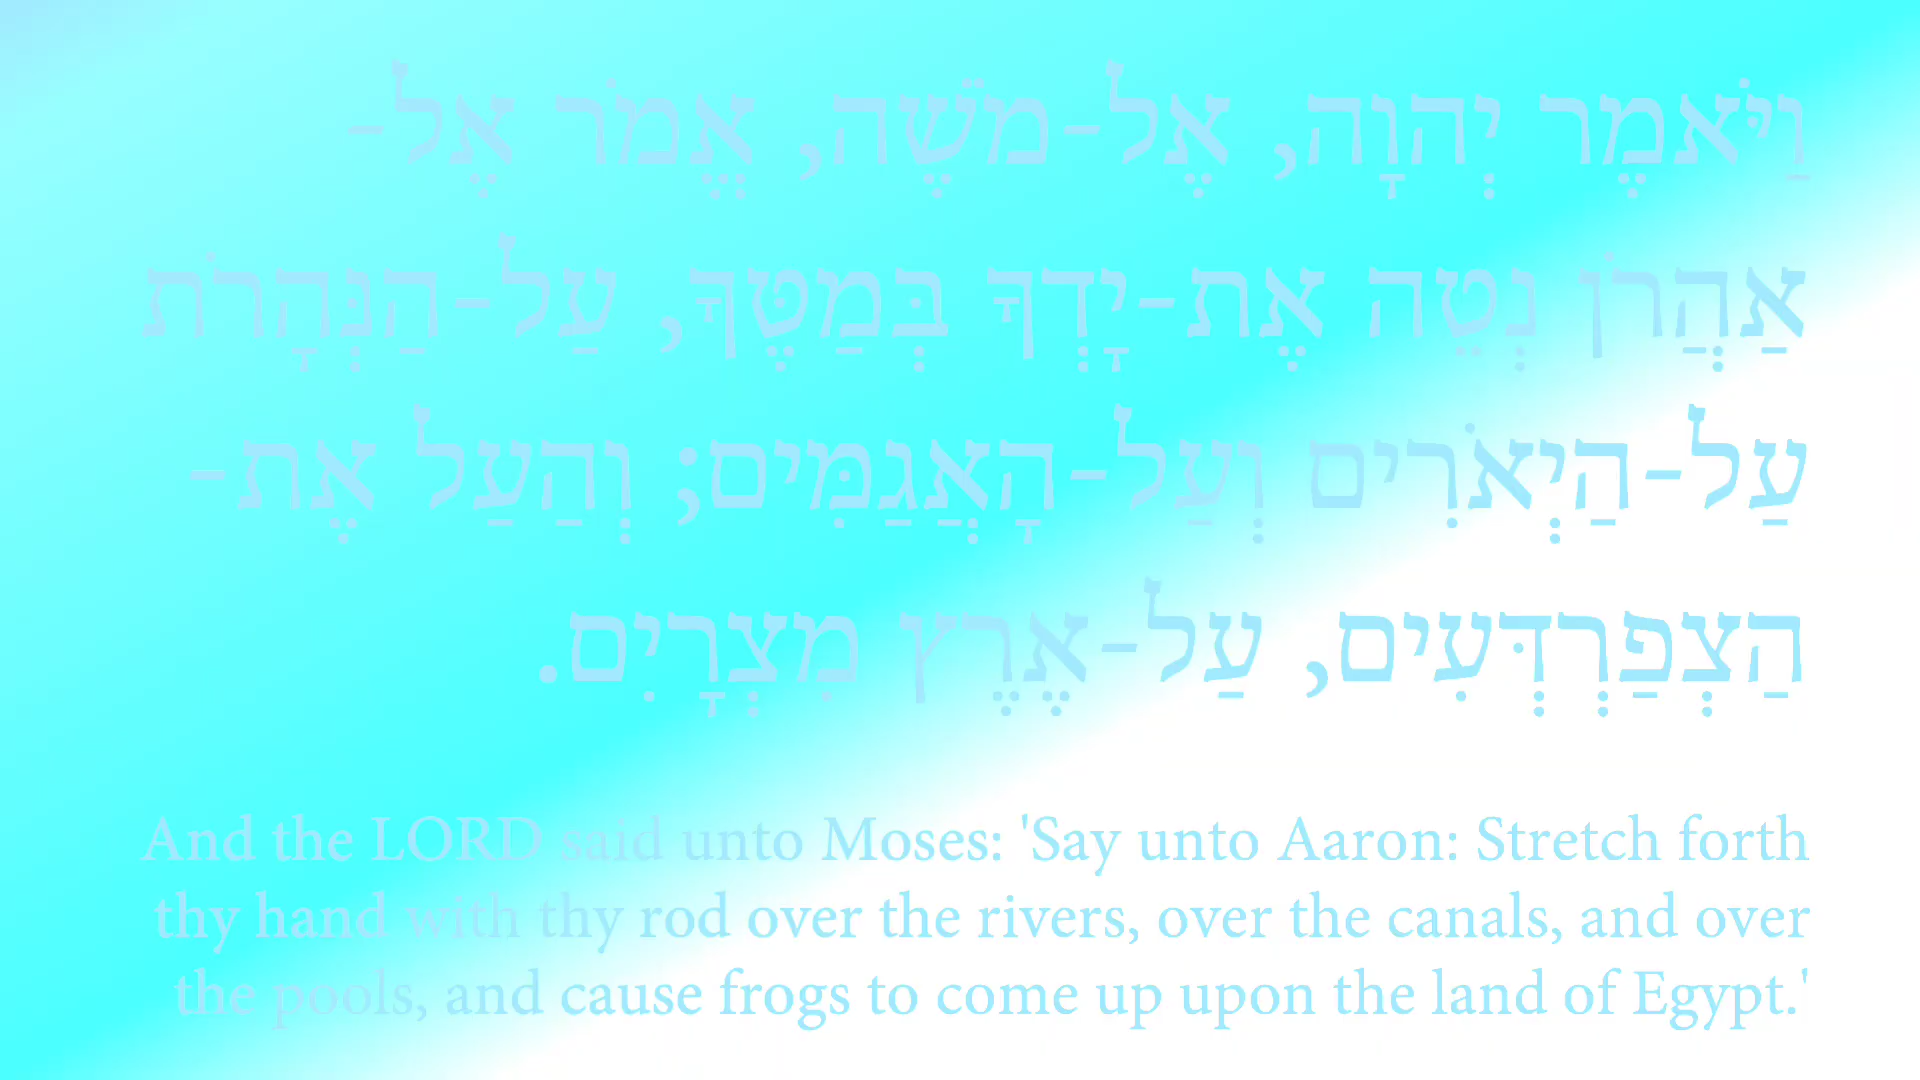 וַיֹּאמֶר יְהוָה, אֶל-מֹשֶׁה, אֱמֹר אֶל-
אַהֲרֹן נְטֵה אֶת-יָדְךָ בְּמַטֶּךָ, עַל-הַנְּהָרֹת
עַל-הַיְאֹרִים וְעַל-הָאֲגַמִּים; וְהַעַל אֶת-
הַצְפַרְדְּעִים, עַל-אֶרֶץ מִצְרָיִם.
And the LORD said unto Moses: 'Say unto Aaron: Stretch forth
thy hand with thy rod over the rivers, over the canals, and over
the pools, and cause frogs to come up upon the land of Egypt.'